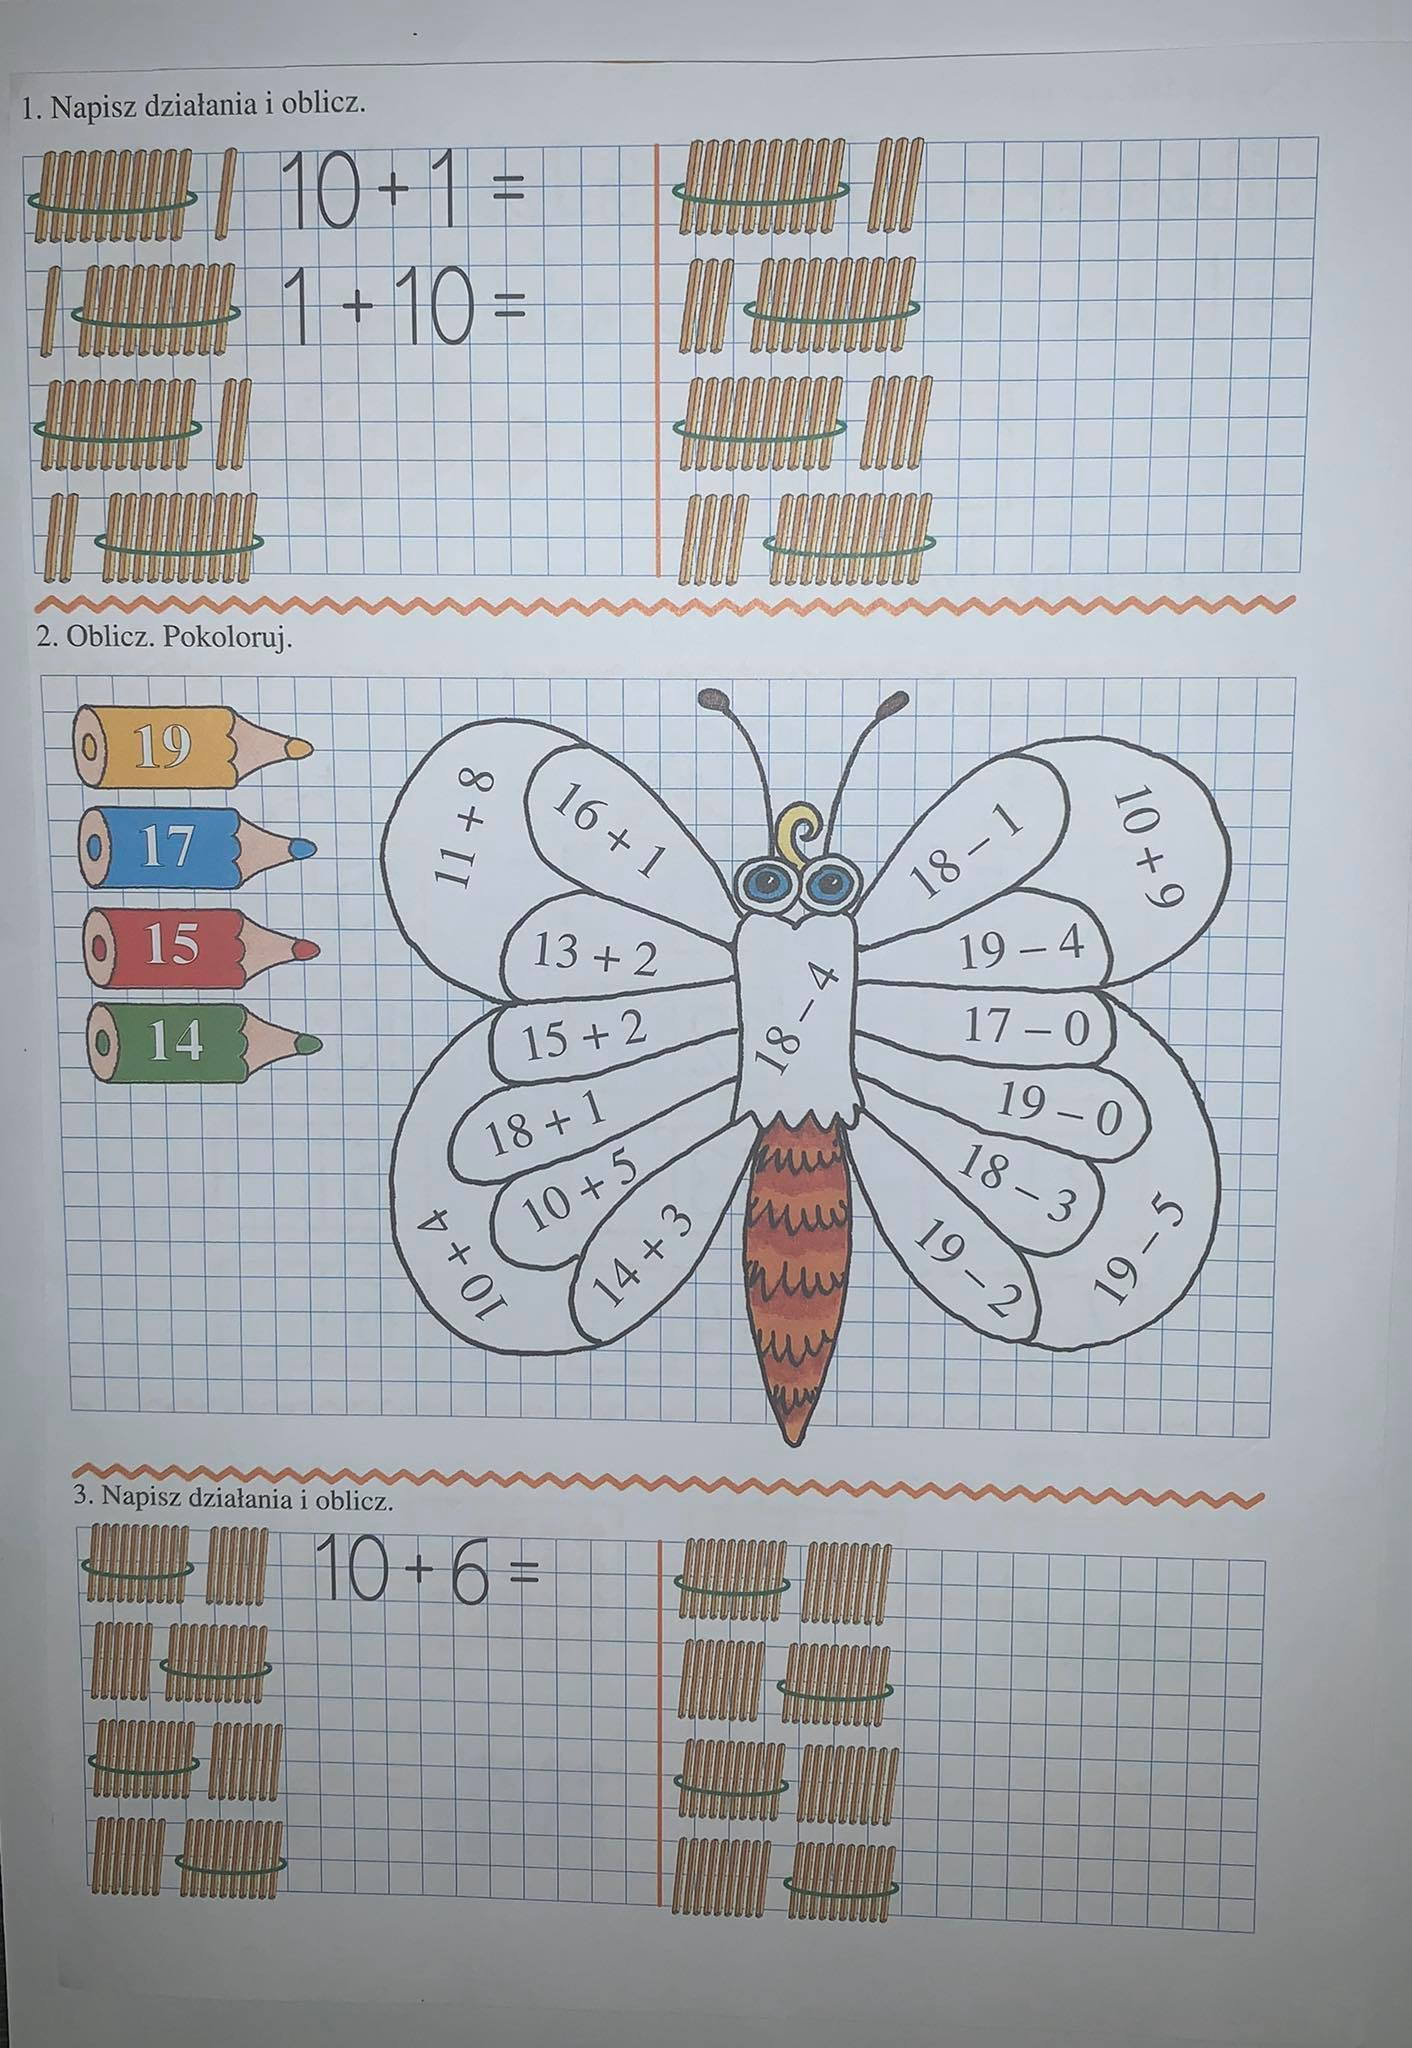 1. Napisz działania i oblicz.
10 + 1 =
1 + 10 =
2. Oblicz. Pokoloruj.
19
17
15
14
11 + 8
16 + 1
13 + 2
15 + 2
18 + 1
10 + 5
14 + 3
10 + 4
18 - 4
18 - 1
10 + 9
19 - 4
17 - 0
19 - 0
18 - 3
19 - 2
19 - 5
3. Napisz działania i oblicz.
10 + 6 =